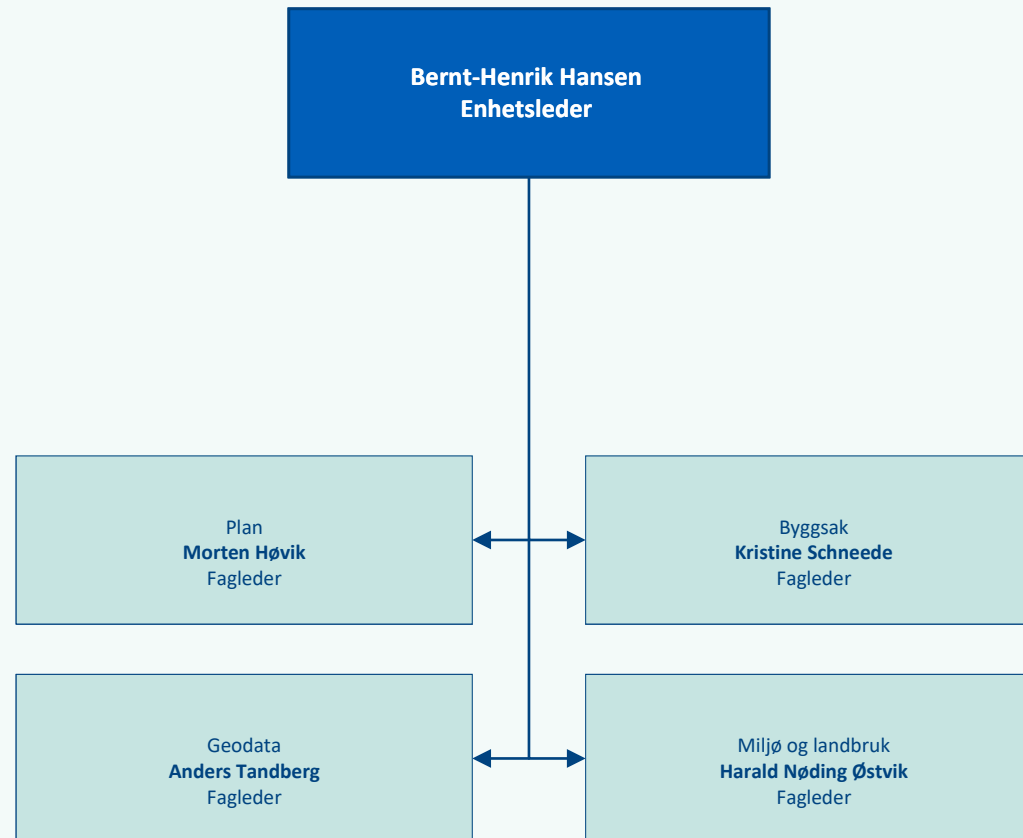 Bernt-Henrik Hansen
Enhetsleder
Plan
Morten Høvik
Fagleder
Byggsak
Kristine Schneede
Fagleder
Geodata
Anders Tandberg
Fagleder
Miljø og landbruk
Harald Nøding Østvik
Fagleder